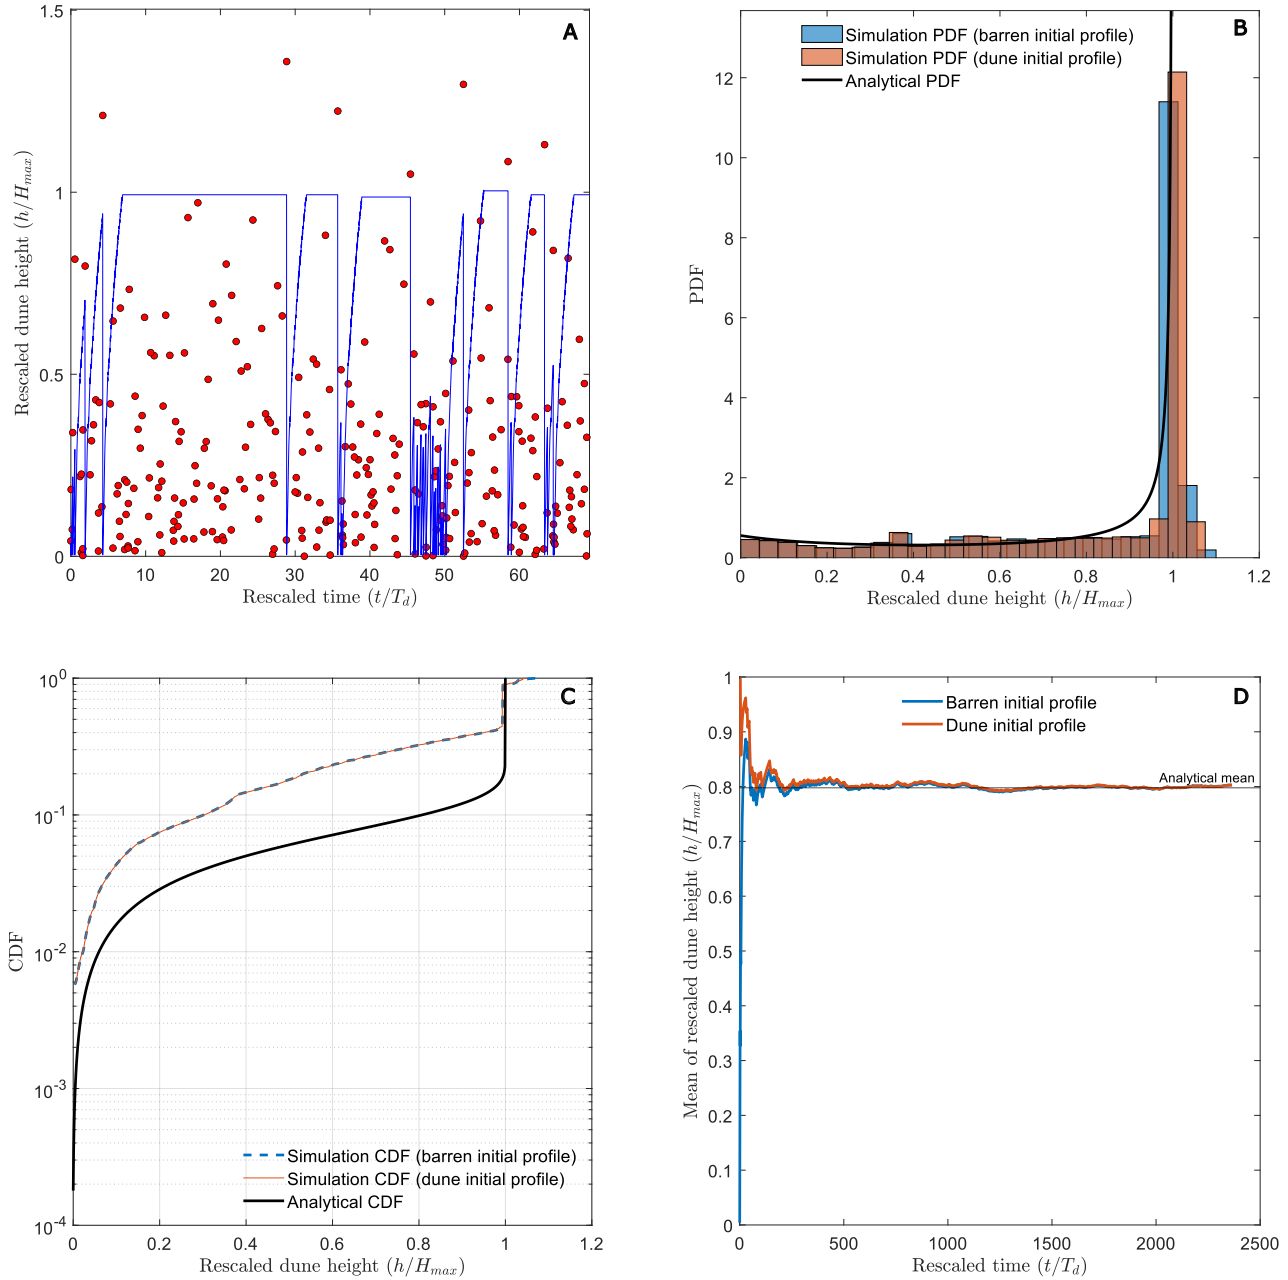 A
1.5
1
0.5
0
0 10 20 30 40 50 60
Rescaled dune height (h/H_max)
Rescaled time (t/T_d)
B
Simulation PDF (barren initial profile)
Simulation PDF (dune initial profile)
Analytical PDF
12
10
8
6
4
2
0
0 0.2 0.4 0.6 0.8 1 1.2
PDF
Rescaled dune height (h/H_max)
C
10^0
10^-1
10^-2
10^-3
10^-4
CDF
Simulation CDF (barren initial profile)
Simulation CDF (dune initial profile)
Analytical CDF
0 0.2 0.4 0.6 0.8 1 1.2
Rescaled dune height (h/H_max)
D
Barren initial profile
Dune initial profile
Analytical mean
1
0.9
0.8
0.7
0.6
0.5
0.4
0.3
0.2
0.1
0
Mean of rescaled dune height (h/H_max)
0 500 1000 1500 2000 2500
Rescaled time (t/T_d)